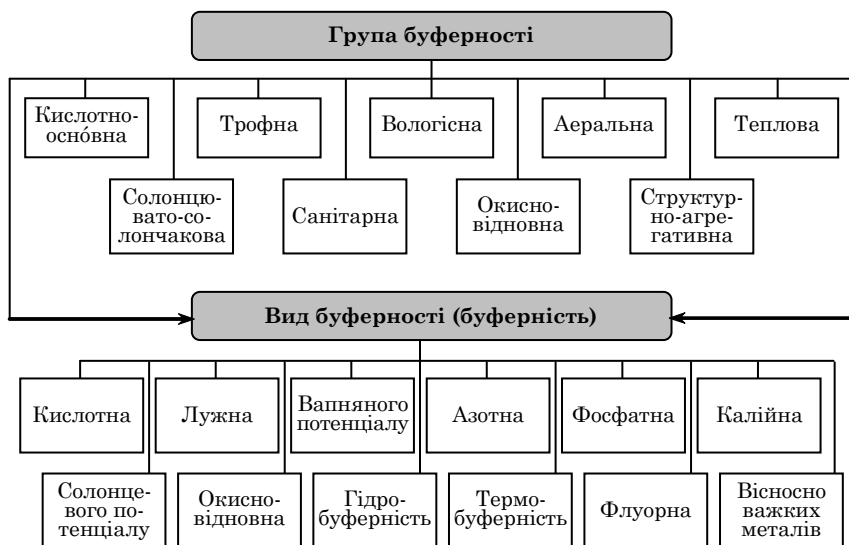 Група буферності
Кислотно-
осно́вна
Трофна
Вологісна
Аеральна
Теплова
Солонцю-
вато-со-
лончакова
Санітарна
Окисно-
відновна
Структур-
но-агре-
гативна
Вид буферності (буферність)
Кислотна
Лужна
Вапняного
потенціалу
Азотна
Фосфатна
Калійна
Солонце-
вого по-
тенціалу
Окисно-
відновна
Гідро-
буферність
Термо-
буферність
Флуорна
Вісносно
важких
металів